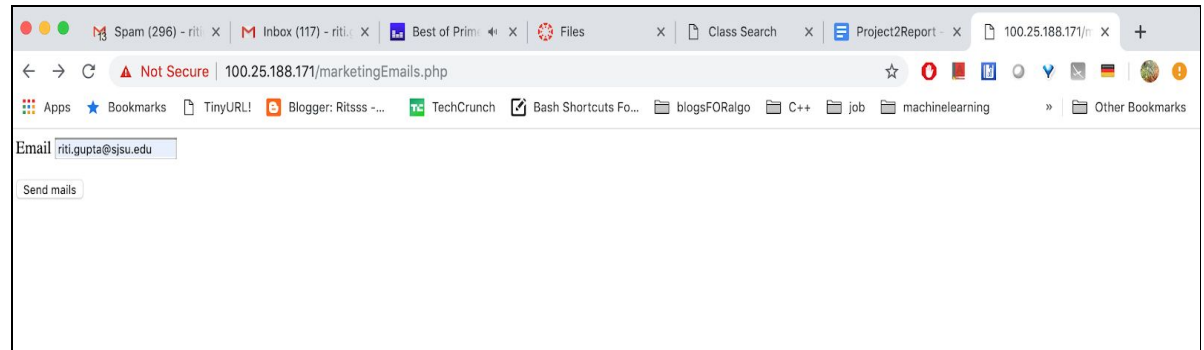 Spam (296) - riti Inbox (117) - riti.g Best of Prime Files Class Search Project2Report - 100.25.188.171/m
Not Secure 100.25.188.171/marketingEmails.php
Apps Bookmarks TinyURL! Blogger: Ritsss -... TechCrunch Bash Shortcuts Fo... blogsFORalgo C++ job machinelearning » Other Bookmarks
Email riti.gupta@sjsu.edu
Send mails